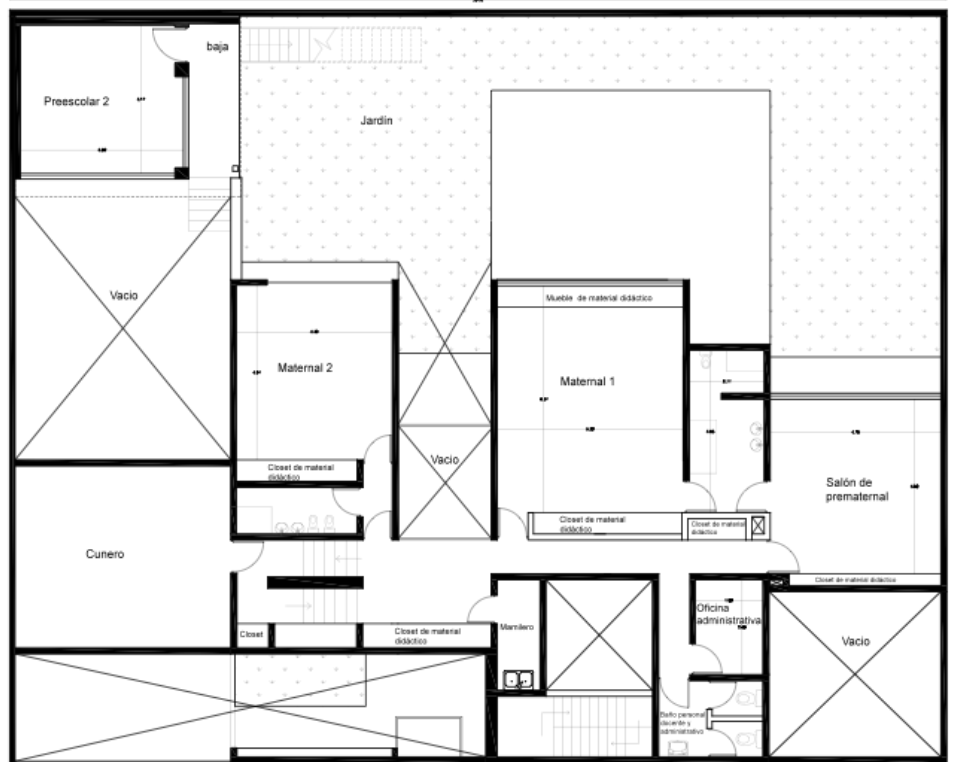 baja
Preescolar 2
Jardín
Vacio
Mueble de material didáctico
Maternal 2
Maternal 1
Vacio
Closet de material
didáctico
Salón de
prematernal
Closet de material
didáctico
Closet de material
didáctico
Cunero
Closet de material didáctico
Oficina
administrativa
Mamilero
Closet
Closet de material
didáctico
Vacio
Baño personal
docente y
administrativo